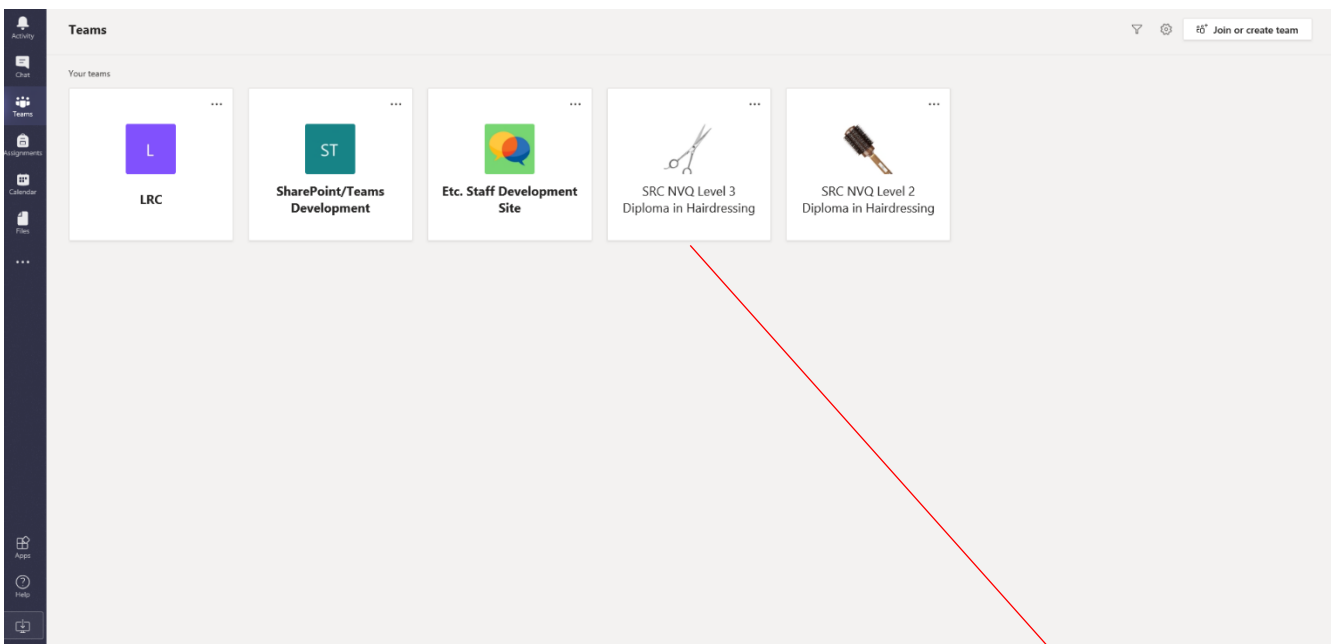 Activity
Teams
Join or create team
Chat
Your teams
Teams
Assignments
Calendar
Files
...
L
LRC
ST
SharePoint/Teams
Development
Etc. Staff Development
Site
SRC NVQ Level 3
Diploma in Hairdressing
SRC NVQ Level 2
Diploma in Hairdressing
Apps
Help